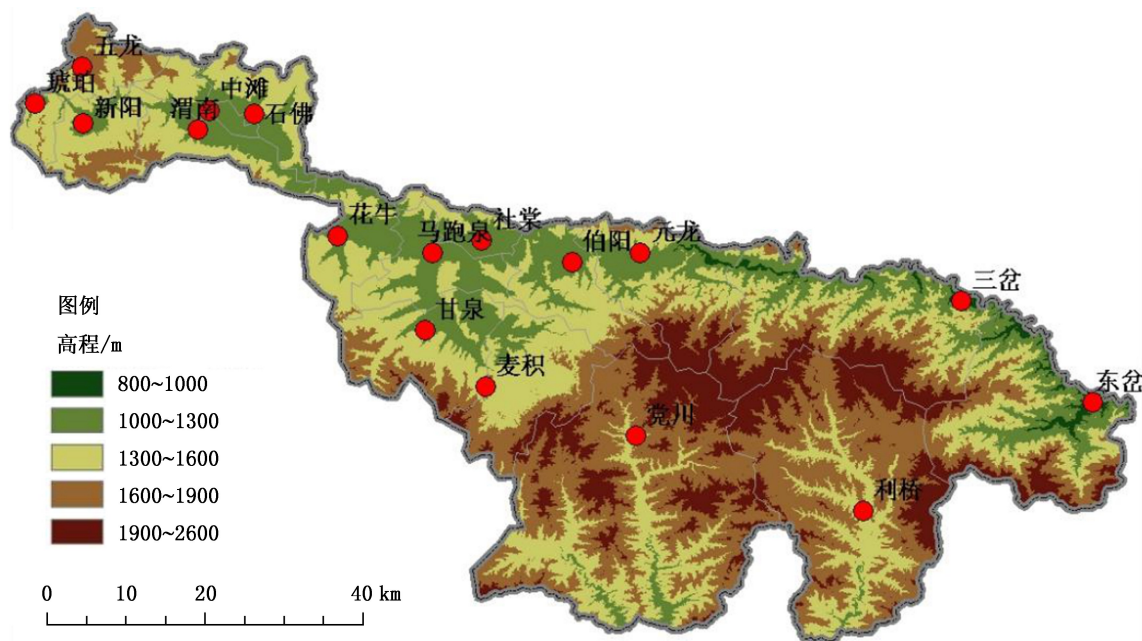 五龙
琥珀
中滩
新阳
渭南
石佛
花牛
社棠
马跑泉
伯阳
元龙
三岔
图例
甘泉
高程/m
麦积
800~1000
东岔
1000~1300
党川
1300~1600
1600~1900
利桥
1900~2600
0 10 20 40 km